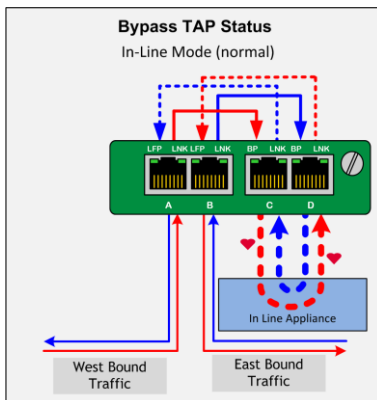 Bypass TAP Status
In-Line Mode (normal)
LFP LNK LFP LNK BP LNK BP LNK
A B C D
In Line Appliance
West Bound
Traffic
East Bound
Traffic